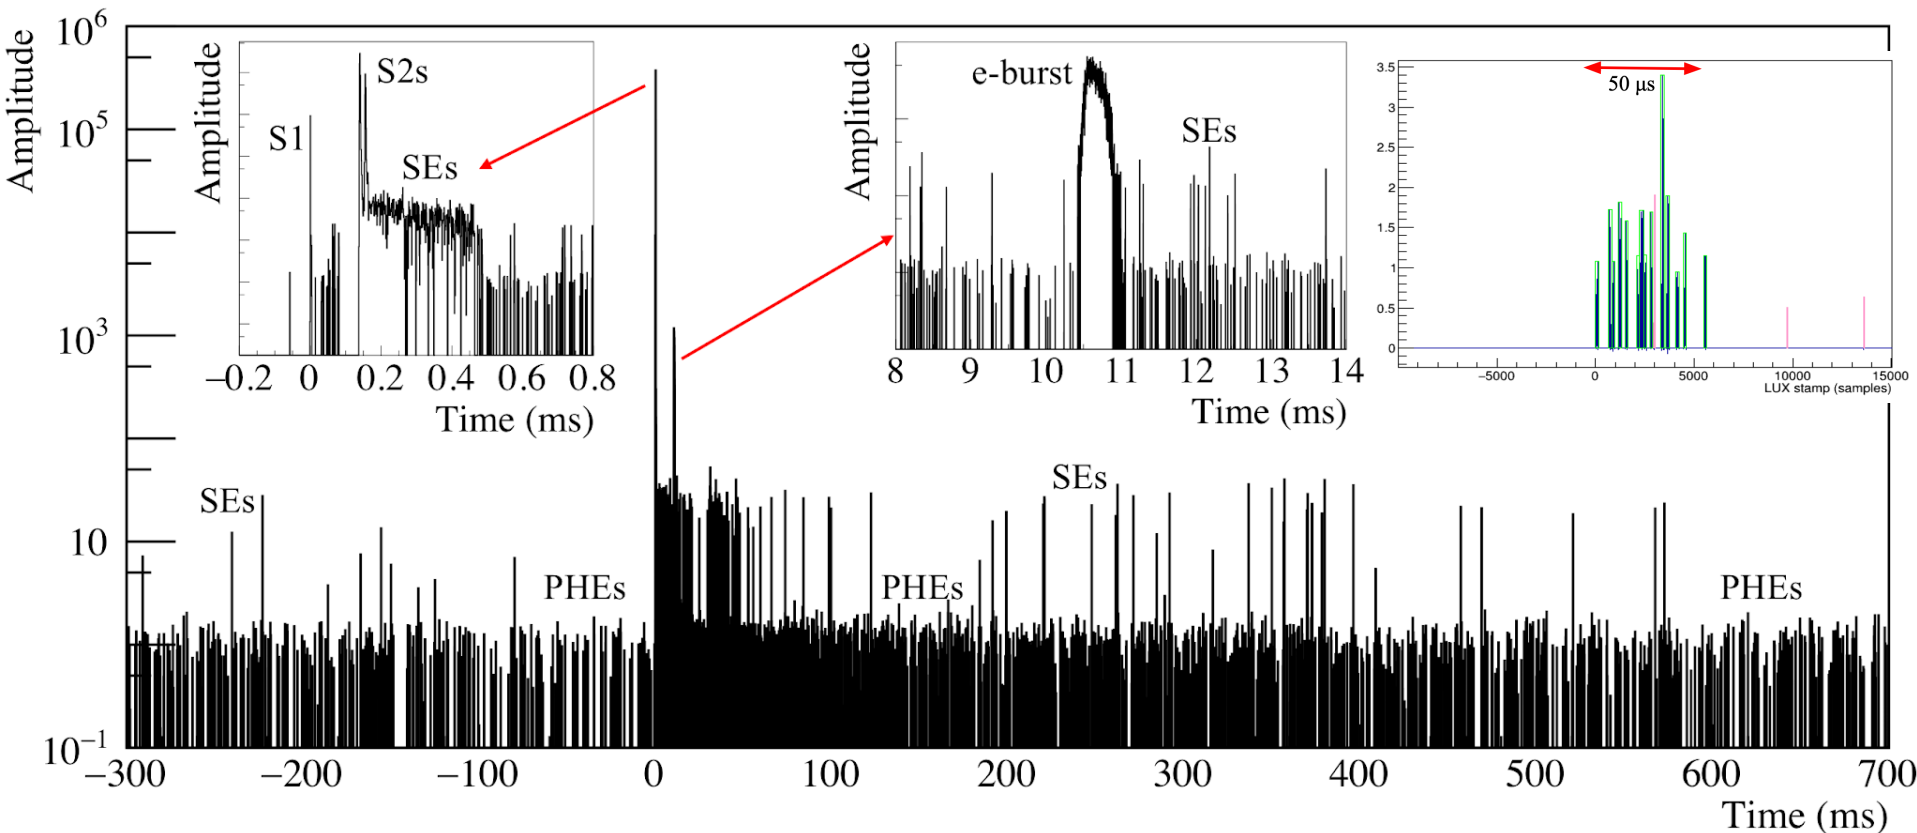 Amplitude
10^6
10^5
10^3
10
10^−1
−300
−200
−100
0
100
200
300
400
500
600
700
Time (ms)
SEs
PHEs
PHEs
SEs
PHEs
Amplitude
S1
S2s
SEs
−0.2
0
0.2
0.4
0.6
0.8
Time (ms)
Amplitude
e-burst
SEs
8
9
10
11
12
13
14
Time (ms)
50 μs
3.5
3
2.5
2
1.5
1
0.5
0
−5000
0
5000
10000
15000
LUX stamp (samples)